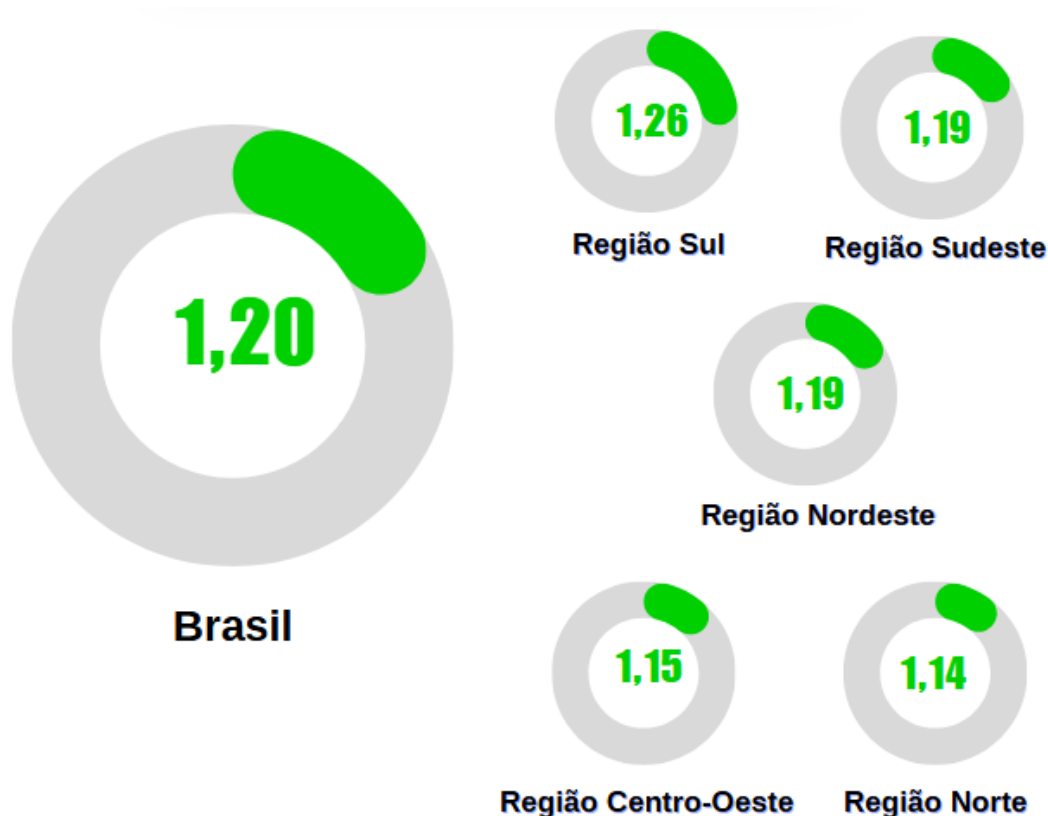 1,20
Brasil
1,26
Região Sul
1,19
Região Sudeste
1,19
Região Nordeste
1,15
Região Centro-Oeste
1,14
Região Norte